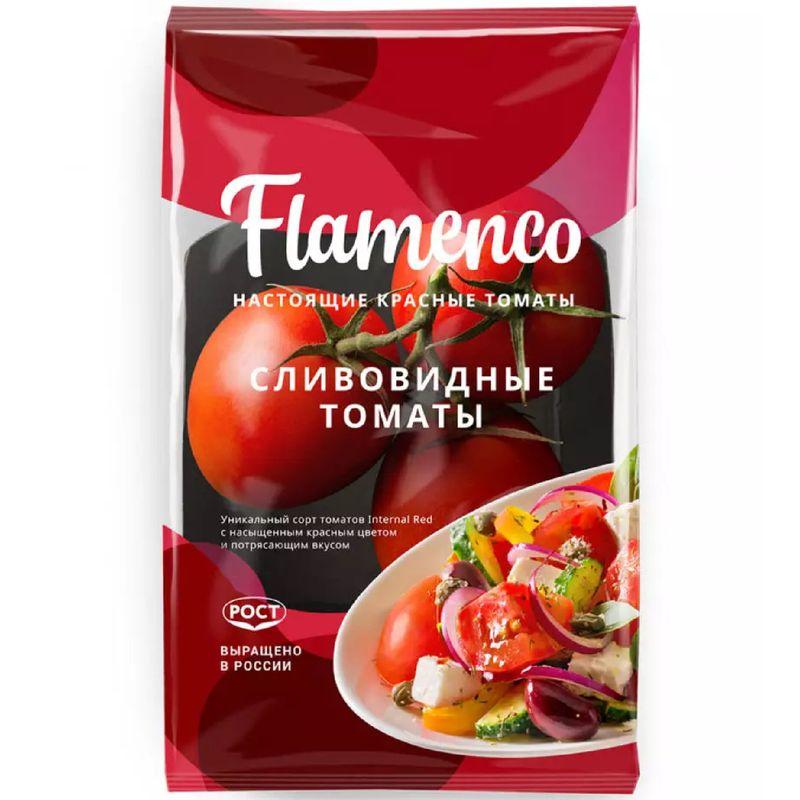 Flamenco
НАСТОЯЩИЕ КРАСНЫЕ ТОМАТЫ
СЛИВОВИДНЫЕ
ТОМАТЫ
Уникальный сорт томатов Internal Red
с насыщенным красным цветом
и потрясающим вкусом
РОСТ
ВЫРАЩЕНО
В РОССИИ